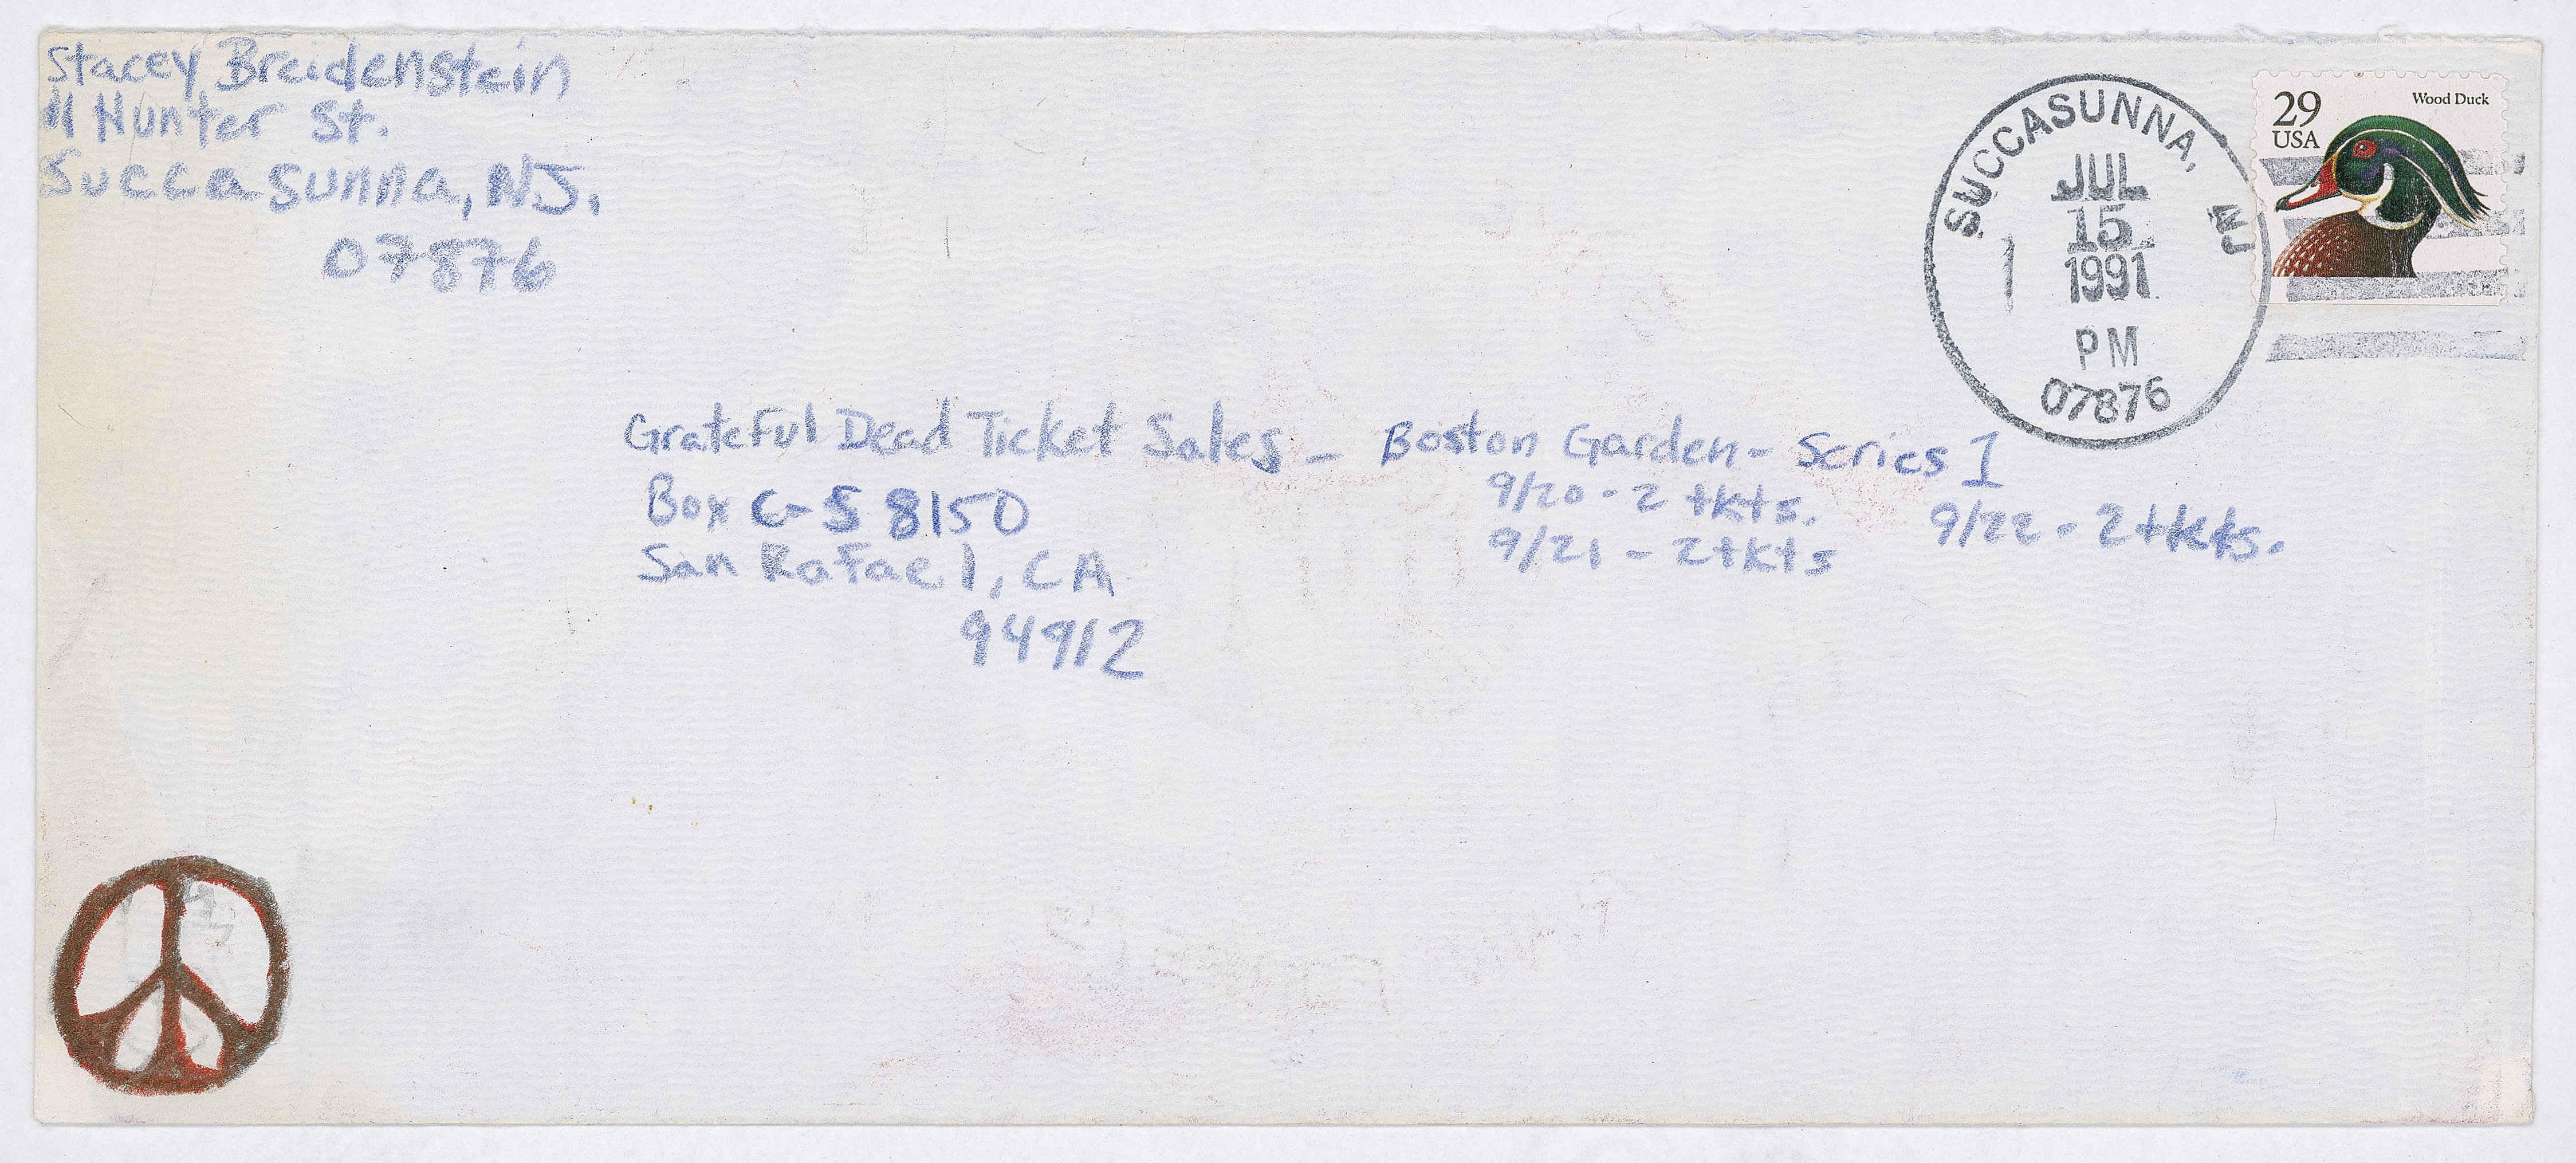 Stacey Breidenstein
11 Hunter St.
Succasunna, NJ.
07876
29
USA
Wood Duck
SUCCASUNNA, NJ
JUL
15
1991
PM
07876
Grateful Dead Ticket Sales - Boston Garden - Series I
Box C-S 8150
9/20 - 2 tkts.
9/22 - 2 tkts.
San Rafael, CA
9/21 - 2 tkts
94912